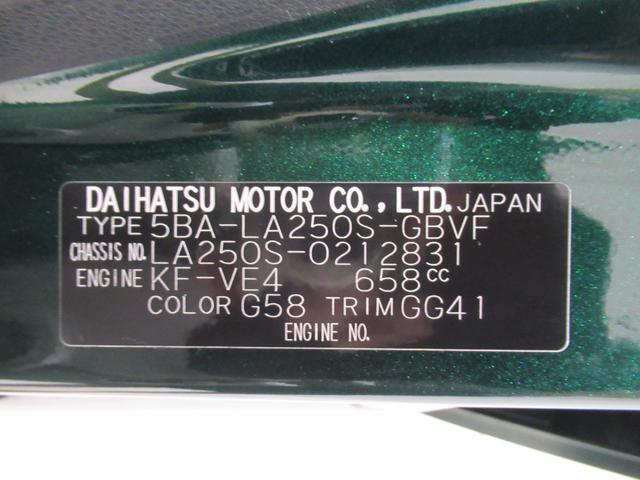 DAIHATSU MOTOR CO., LTD. JAPAN
TYPE 5BA-LA250S-GBVF
CHASSIS NO. LA250S-0212831
ENGINE KF-VE4 658cc
COLOR G58 TRIM GG41
ENGINE NO.